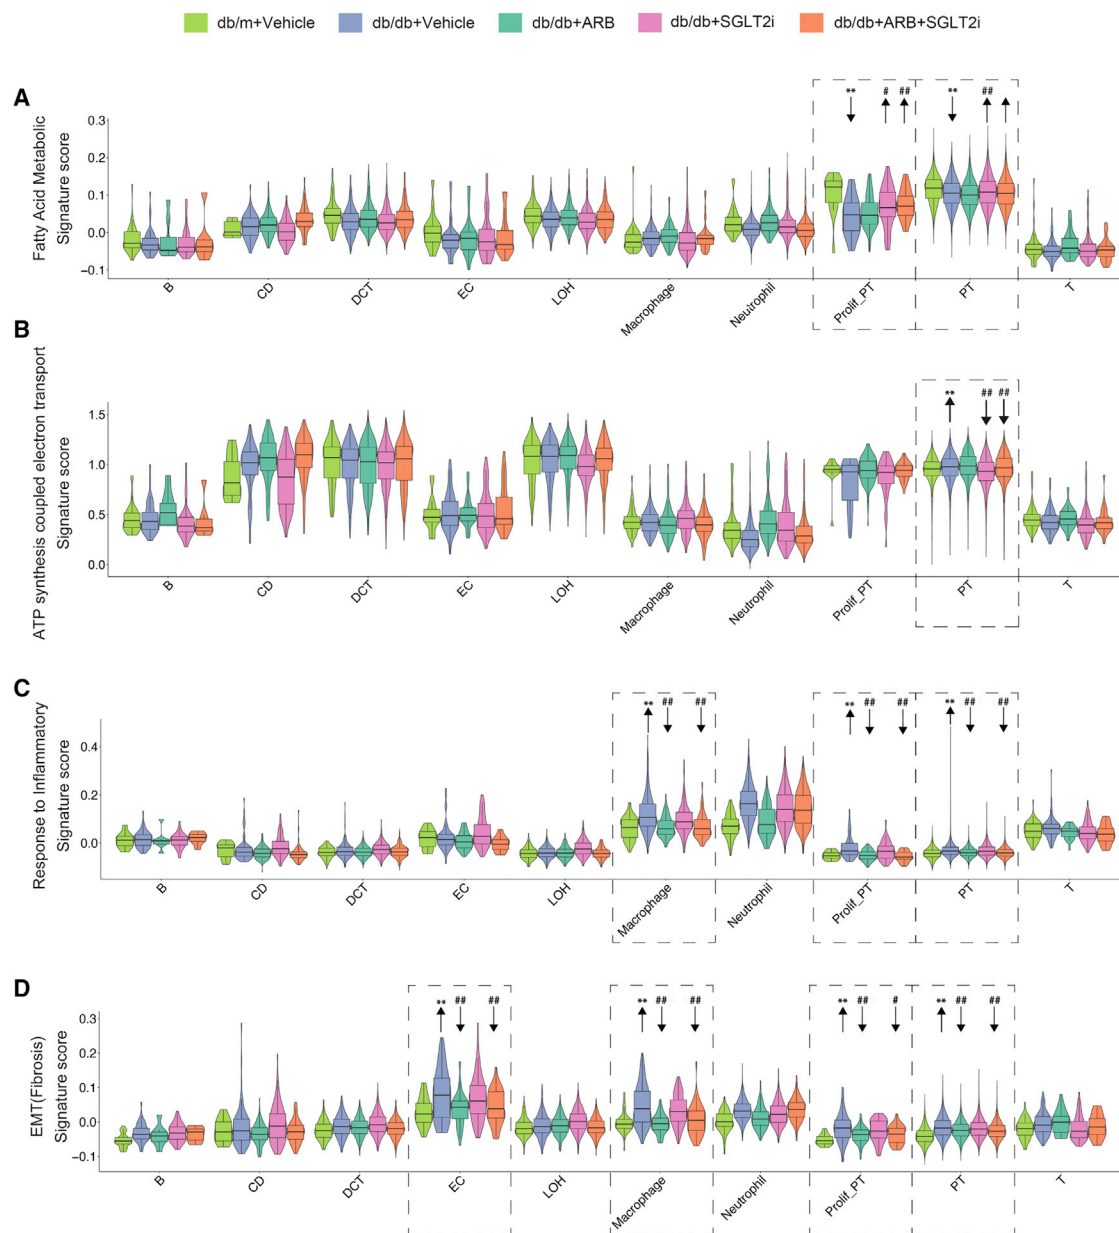 db/m+Vehicle db/db+Vehicle db/db+ARB db/db+SGLT2i db/db+ARB+SGLT2i
A
Fatty Acid Metabolic
Signature score
0.3
0.2
0.1
0.0
−0.1
** # ##
** ##
B CD DCT EC LOH Macrophage Neutrophil Prolif_PT PT T
B
ATP synthesis coupled electron transport
Signature score
1.5
1.0
0.5
0.0
** ## ##
B CD DCT EC LOH Macrophage Neutrophil Prolif_PT PT T
C
Response to Inflammatory
Signature score
0.4
0.2
0.0
** ## ##
** ## ##
** ## ##
B CD DCT EC LOH Macrophage Neutrophil Prolif_PT PT T
D
EMT(Fibrosis)
Signature score
0.3
0.2
0.1
0.0
−0.1
** ## ##
** ## ##
** ## #
** ## ##
B CD DCT EC LOH Macrophage Neutrophil Prolif_PT PT T